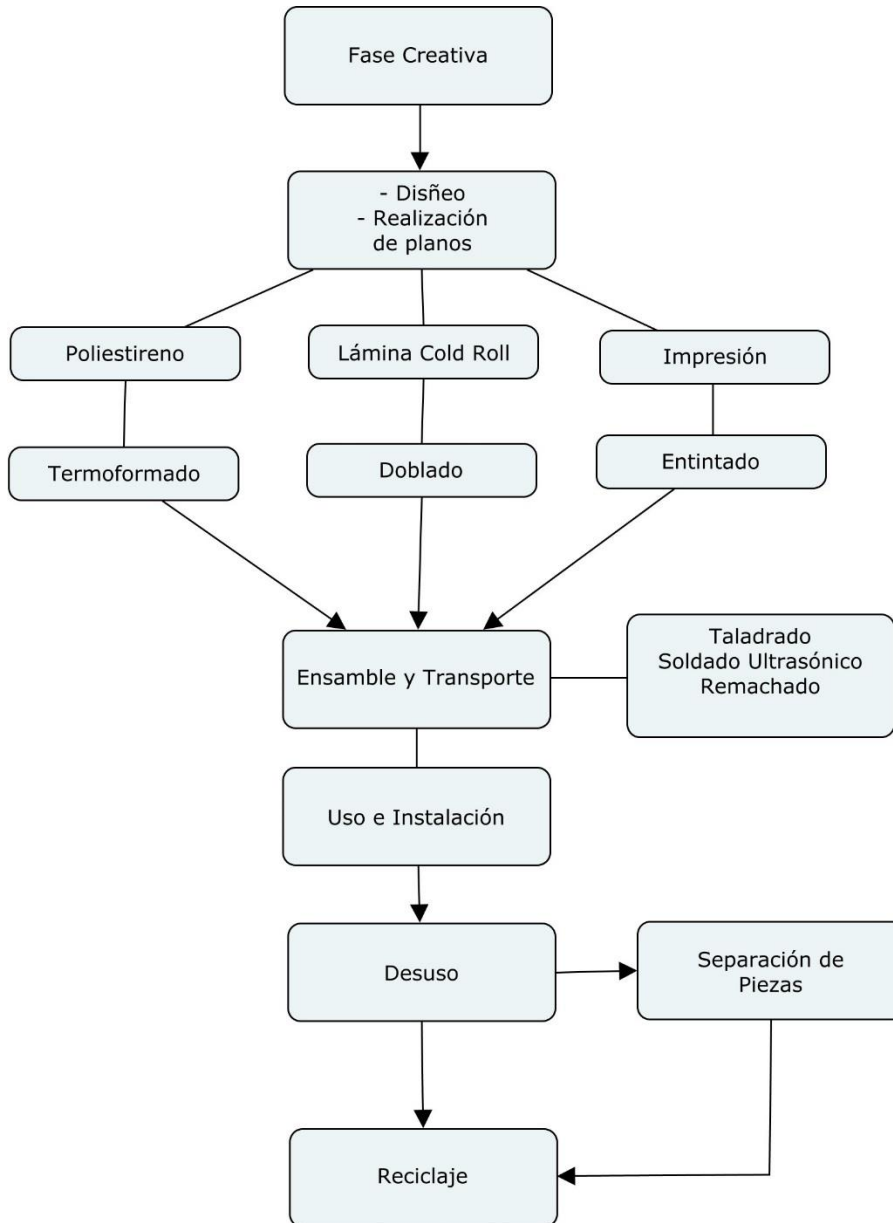 Fase Creativa
- Disñeo
- Realización
de planos
Poliestireno
Lámina Cold Roll
Impresión
Termoformado
Doblado
Entintado
Ensamble y Transporte
Taladrado
Soldado Ultrasónico
Remachado
Uso e Instalación
Desuso
Separación de
Piezas
Reciclaje